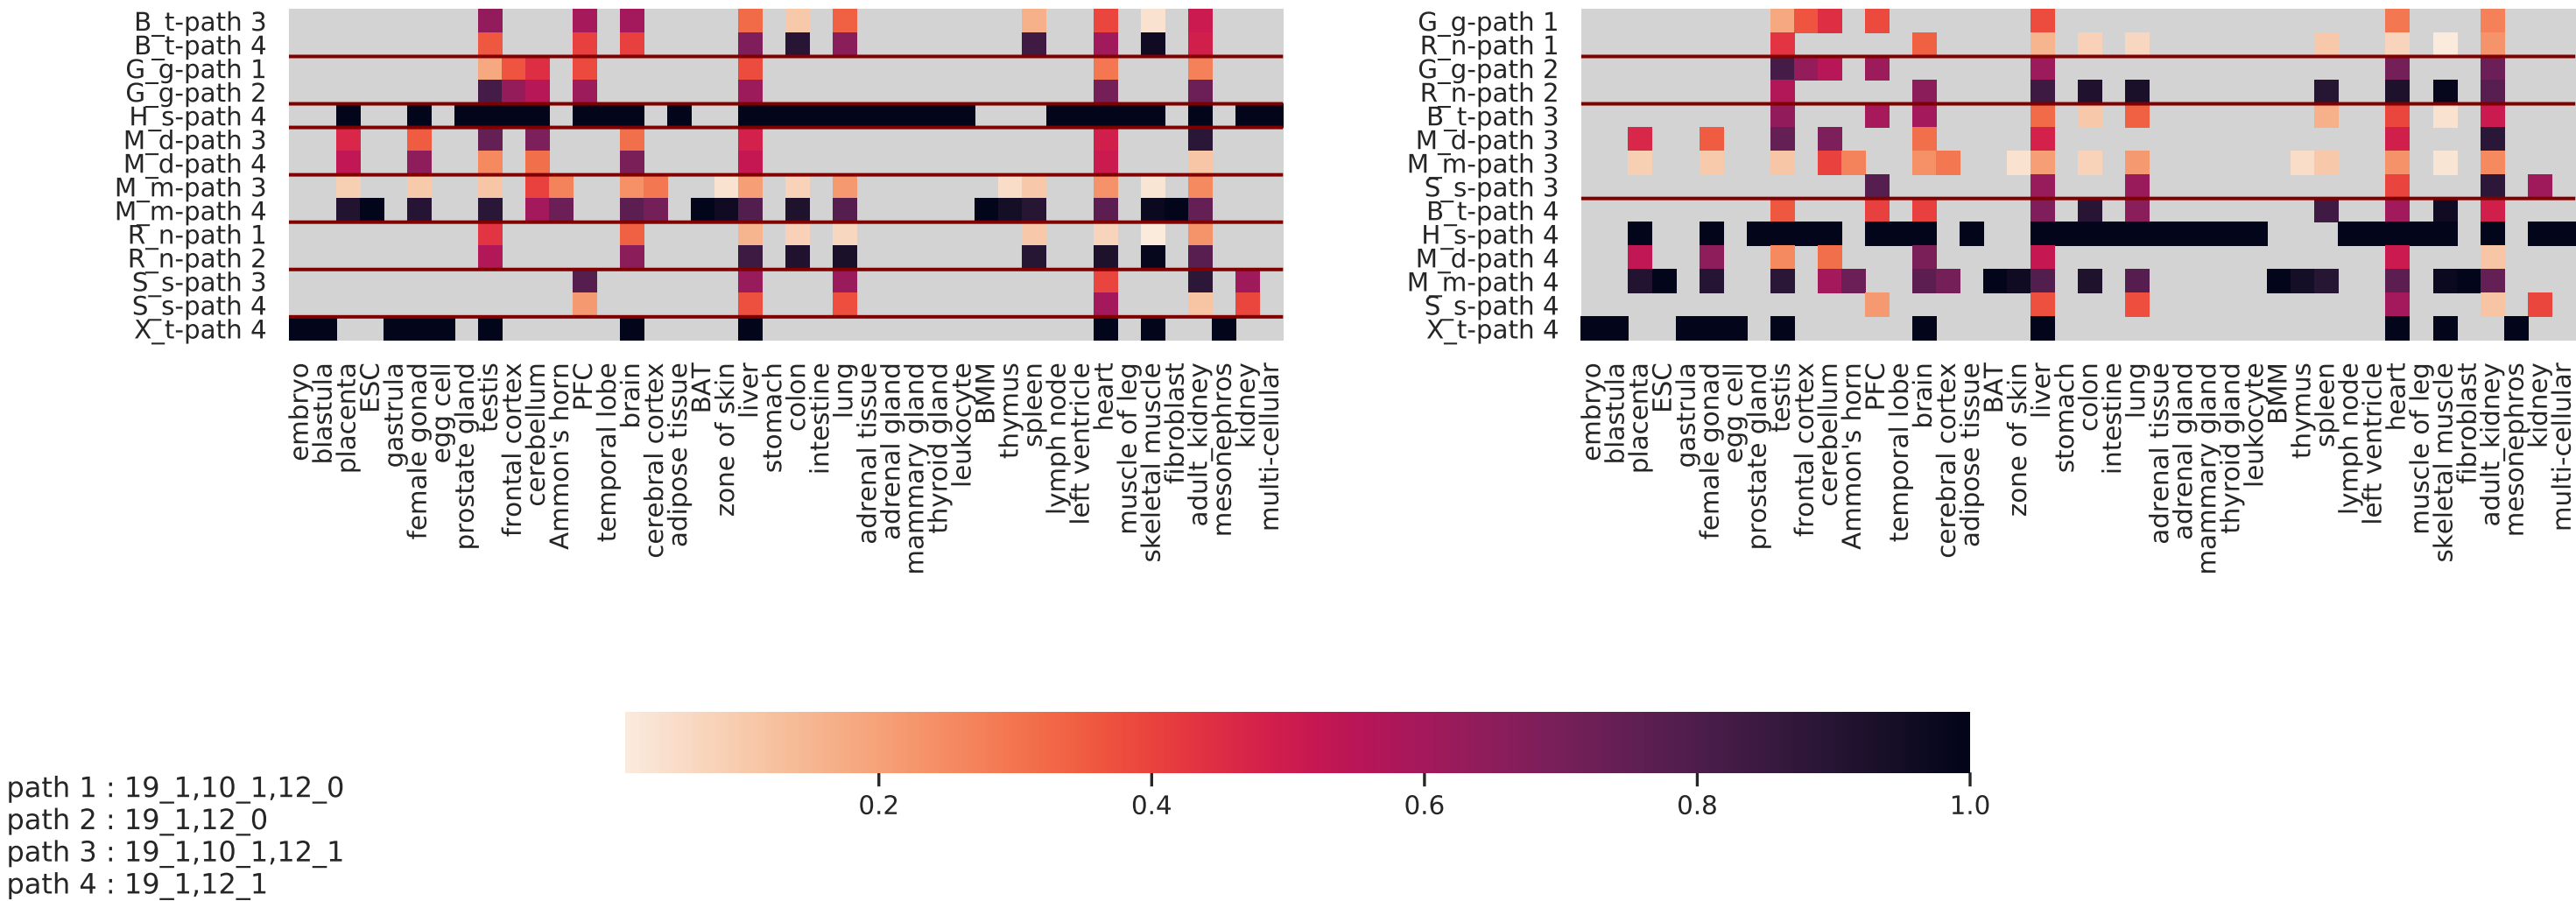 B_t-path 3
B_t-path 4
G_g-path 1
G_g-path 2
H_s-path 4
M_d-path 3
M_d-path 4
M_m-path 3
M_m-path 4
R_n-path 1
R_n-path 2
S_s-path 3
S_s-path 4
X_t-path 4
embryo
blastula
placenta
ESC
gastrula
female gonad
egg cell
prostate gland
testis
frontal cortex
cerebellum
Ammon's horn
PFC
temporal lobe
brain
cerebral cortex
adipose tissue
BAT
zone of skin
liver
stomach
colon
intestine
lung
adrenal tissue
adrenal gland
mammary gland
thyroid gland
leukocyte
BMM
thymus
spleen
lymph node
left ventricle
heart
muscle of leg
skeletal muscle
fibroblast
adult_kidney
mesonephros
kidney
multi-cellular
G_g-path 1
R_n-path 1
G_g-path 2
R_n-path 2
B_t-path 3
M_d-path 3
M_m-path 3
S_s-path 3
B_t-path 4
H_s-path 4
M_d-path 4
M_m-path 4
S_s-path 4
X_t-path 4
embryo
blastula
placenta
ESC
gastrula
female gonad
egg cell
prostate gland
testis
frontal cortex
cerebellum
Ammon's horn
PFC
temporal lobe
brain
cerebral cortex
adipose tissue
BAT
zone of skin
liver
stomach
colon
intestine
lung
adrenal tissue
adrenal gland
mammary gland
thyroid gland
leukocyte
BMM
thymus
spleen
lymph node
left ventricle
heart
muscle of leg
skeletal muscle
fibroblast
adult_kidney
mesonephros
kidney
multi-cellular
0.2 0.4 0.6 0.8 1.0
path 1 : 19_1,10_1,12_0
path 2 : 19_1,12_0
path 3 : 19_1,10_1,12_1
path 4 : 19_1,12_1